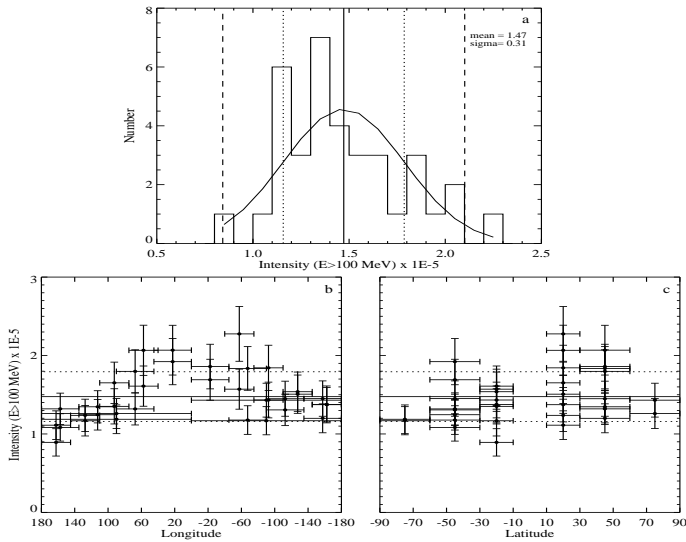 8
6
4
2
0
Number
a
mean = 1.47
sigma= 0.31
0.5
1.0
1.5
2.0
2.5
Intensity (E>100 MeV) x 1E-5
3
2
1
0
Intensity (E>100 MeV) x 1E-5
b
180 140 100 60 20 -20 -60 -100 -140 -180
Longitude
c
-90 -70 -50 -30 -10 10 30 50 70 90
Latitude